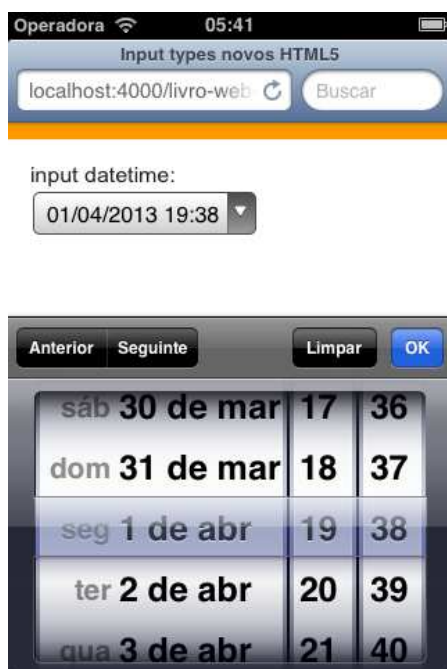 Operadora 05:41
Input types novos HTML5
localhost:4000/livro-web Buscar
input datetime:
01/04/2013 19:38
Anterior Seguinte Limpar OK
sáb 30 de mar 17 36
dom 31 de mar 18 37
seg 1 de abr 19 38
ter 2 de abr 20 39
qua 3 de abr 21 40